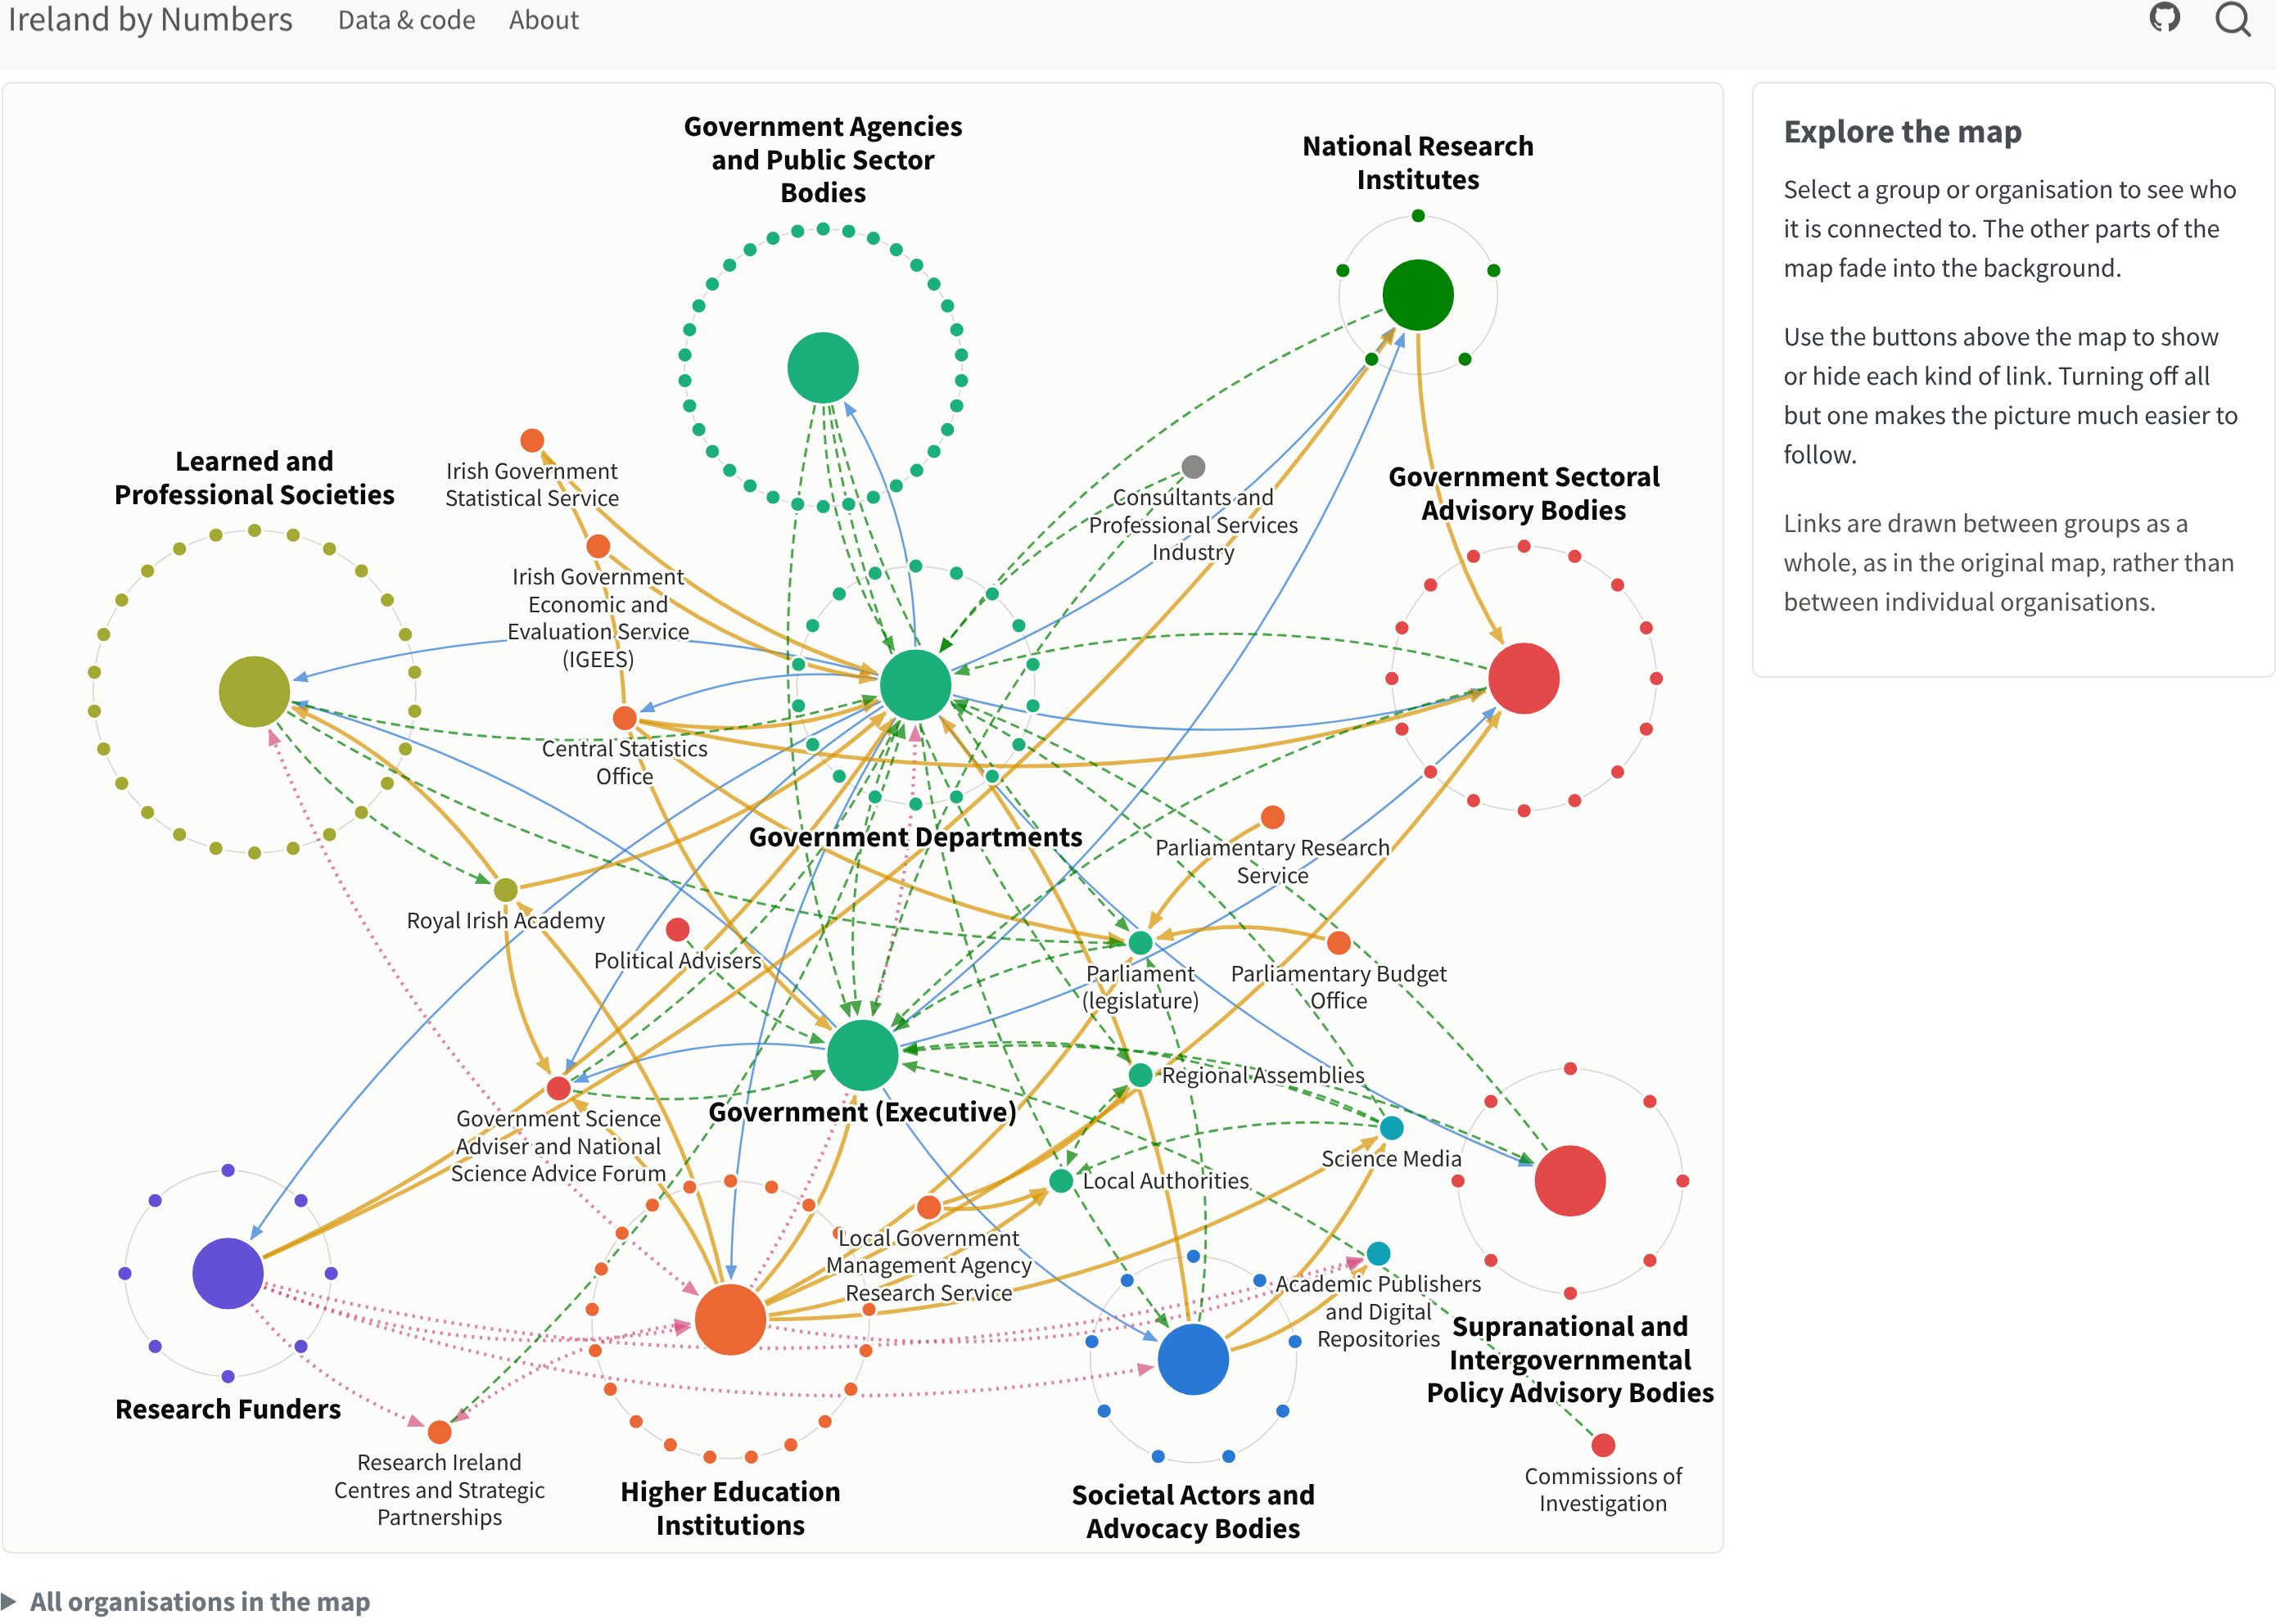 Ireland by Numbers
Data & code
About
Government Agencies
and Public Sector
Bodies
National Research
Institutes
Learned and
Professional Societies
Irish Government
Statistical Service
Consultants and
Professional Services
Industry
Government Sectoral
Advisory Bodies
Irish Government
Economic and
Evaluation Service
(IGEES)
Central Statistics
Office
Government Departments
Parliamentary Research
Service
Royal Irish Academy
Political Advisers
Parliament
(legislature)
Parliamentary Budget
Office
Government (Executive)
Regional Assemblies
Government Science
Adviser and National
Science Advice Forum
Science Media
Local Authorities
Local Government
Management Agency
Research Service
Academic Publishers
and Digital
Repositories
Supranational and
Intergovernmental
Policy Advisory Bodies
Research Funders
Research Ireland
Centres and Strategic
Partnerships
Higher Education
Institutions
Societal Actors and
Advocacy Bodies
Commissions of
Investigation
Explore the map
Select a group or organisation to see who
it is connected to. The other parts of the
map fade into the background.
Use the buttons above the map to show
or hide each kind of link. Turning off all
but one makes the picture much easier to
follow.
Links are drawn between groups as a
whole, as in the original map, rather than
between individual organisations.
All organisations in the map